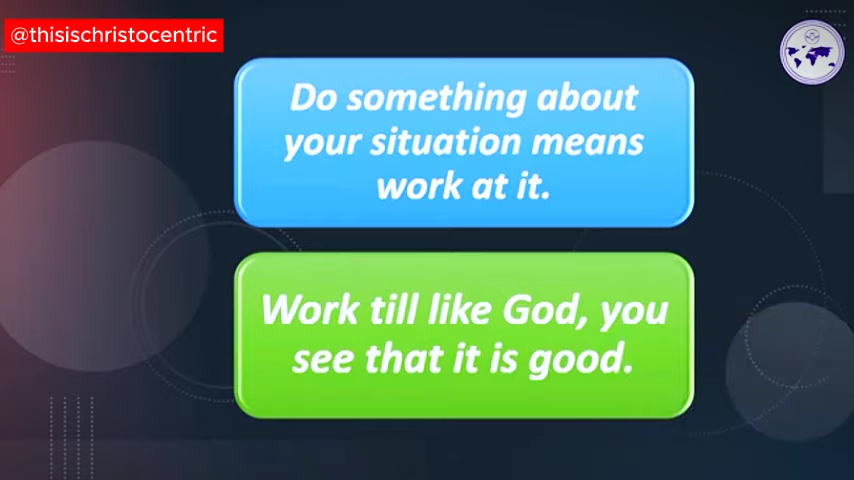 @thisischristocentric
Do something about
your situation means
work at it.
Work till like God, you
see that it is good.